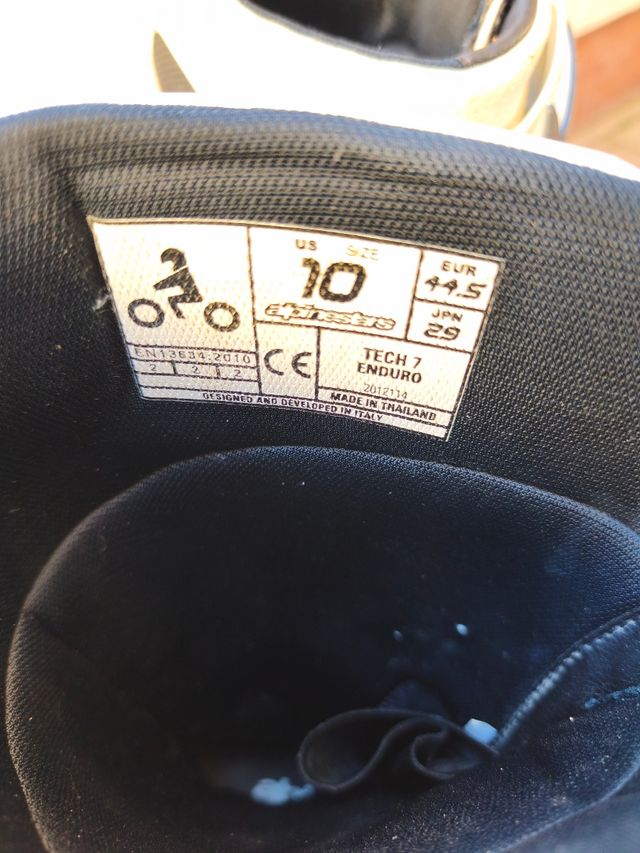 US SIZE
10
alpinestars
EUR
44.5
JPN
29
EN13634:2010
2 2 2
CE
TECH 7
ENDURO
2012114
MADE IN THAILAND
DESIGNED AND DEVELOPED IN ITALY